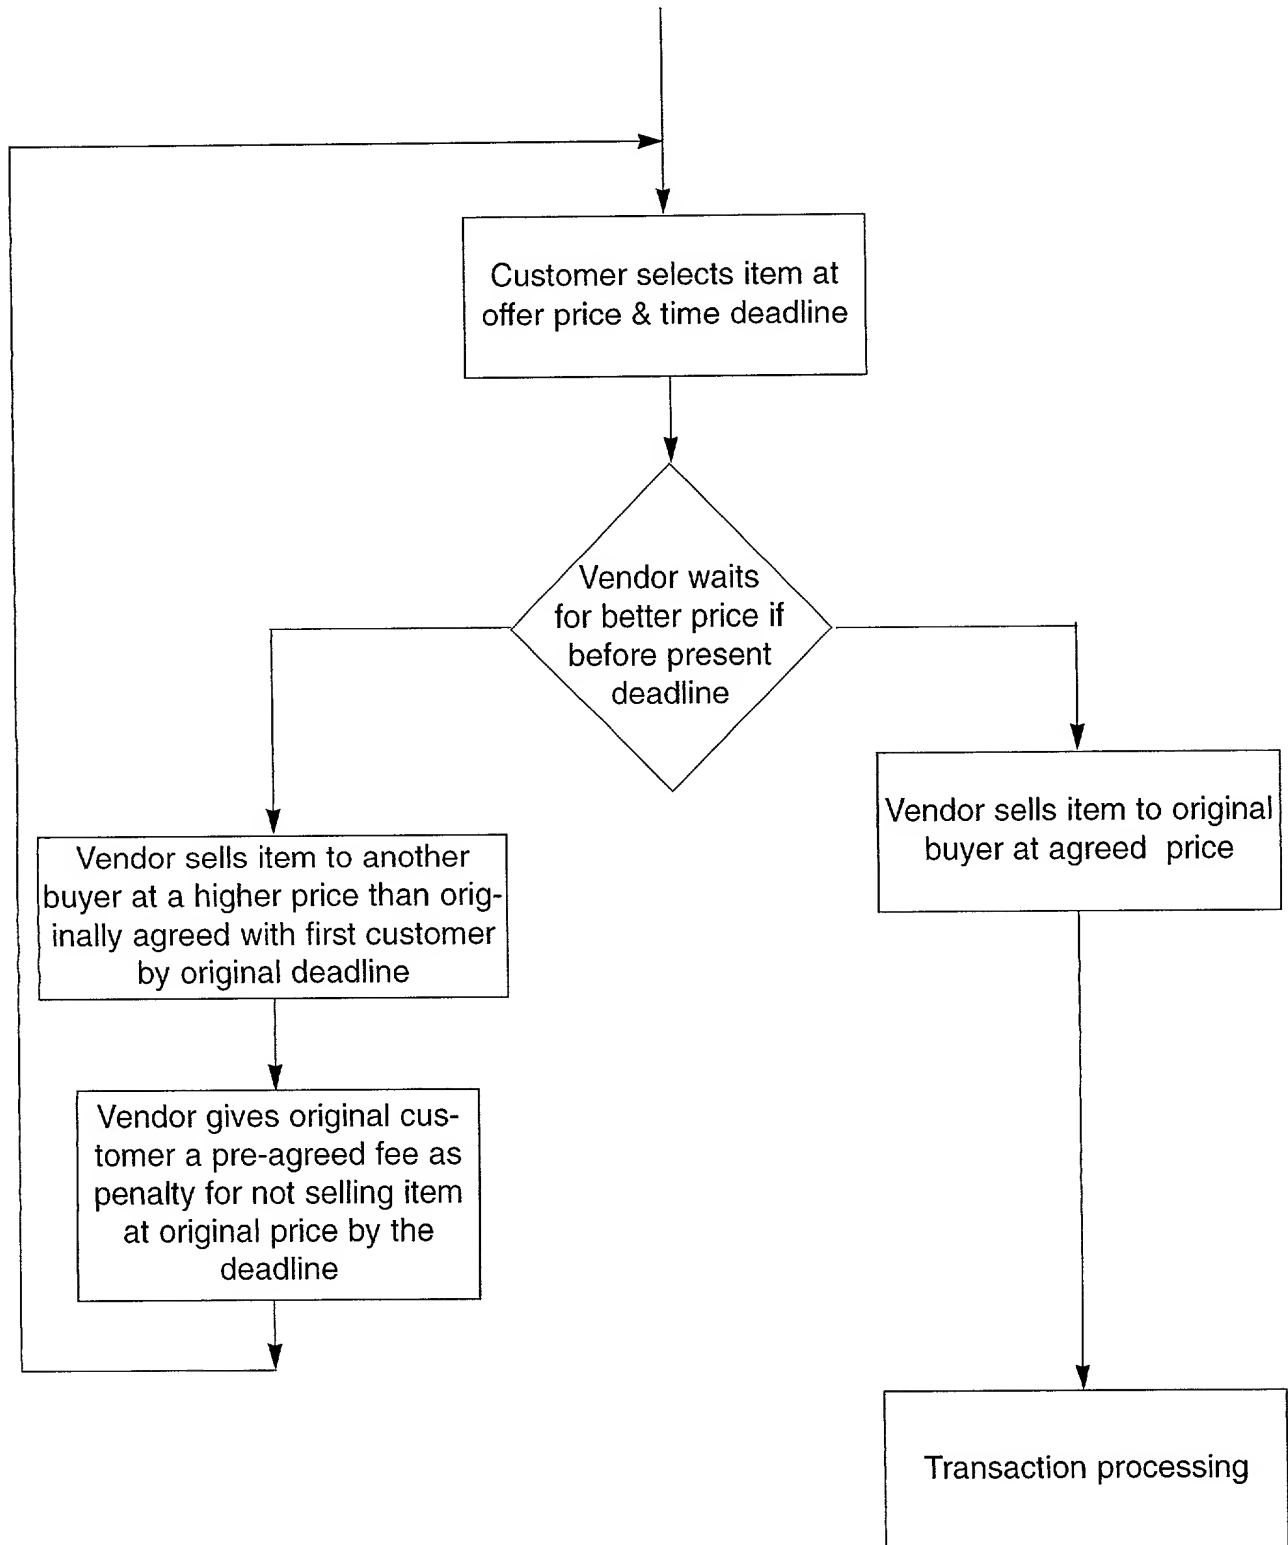 Customer selects item at
offer price & time deadline
Vendor waits
for better price if
before present
deadline
Vendor sells item to original
buyer at agreed price
Vendor sells item to another
buyer at a higher price than orig-
inally agreed with first customer
by original deadline
Vendor gives original cus-
tomer a pre-agreed fee as
penalty for not selling item
at original price by the
deadline
Transaction processing